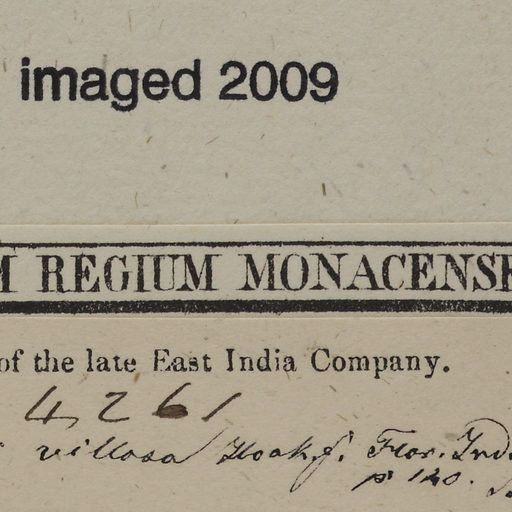 imaged 2009
M REGIUM MONACENSE
of the late East India Company.
4261
villosa Hook f. Flor. Ind.
p 140.